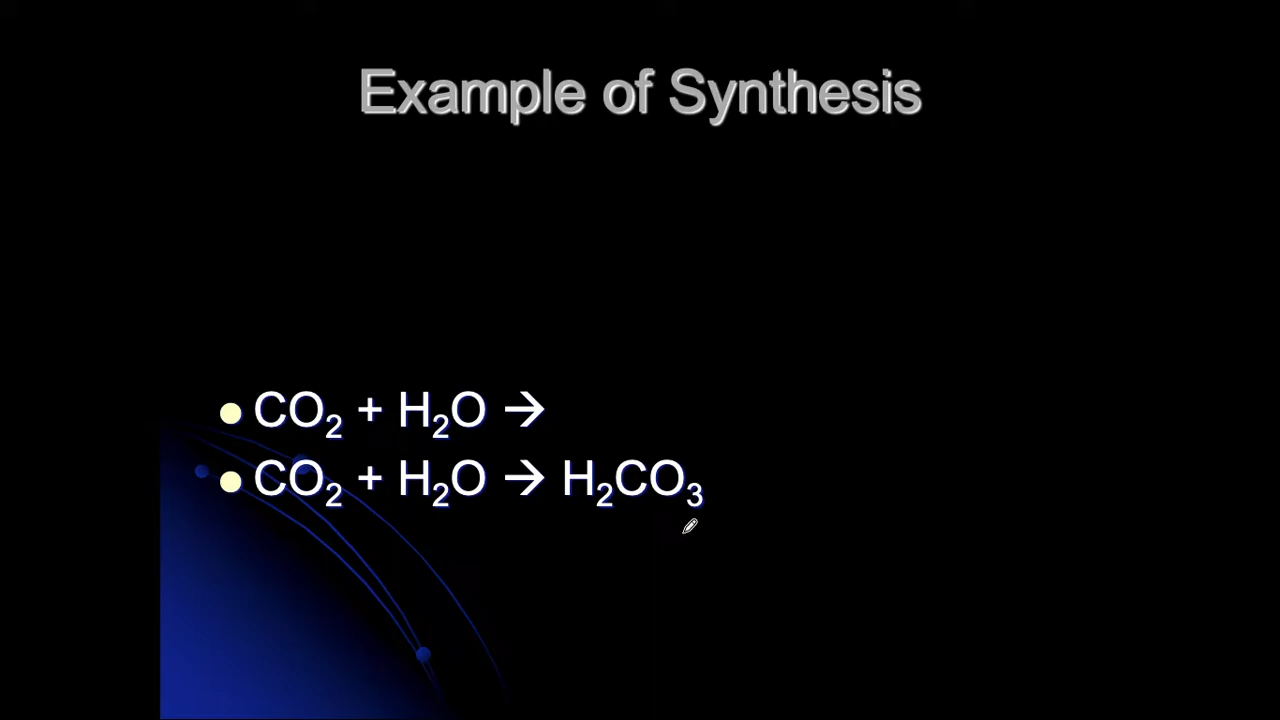 Example of Synthesis
• CO₂ + H₂O →
• CO₂ + H₂O → H₂CO₃